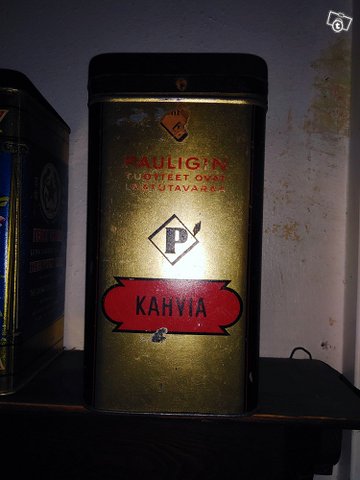 PAULIGIN
TUOTTEET OVAT
LAATUTAVARAA
P
KAHVIA